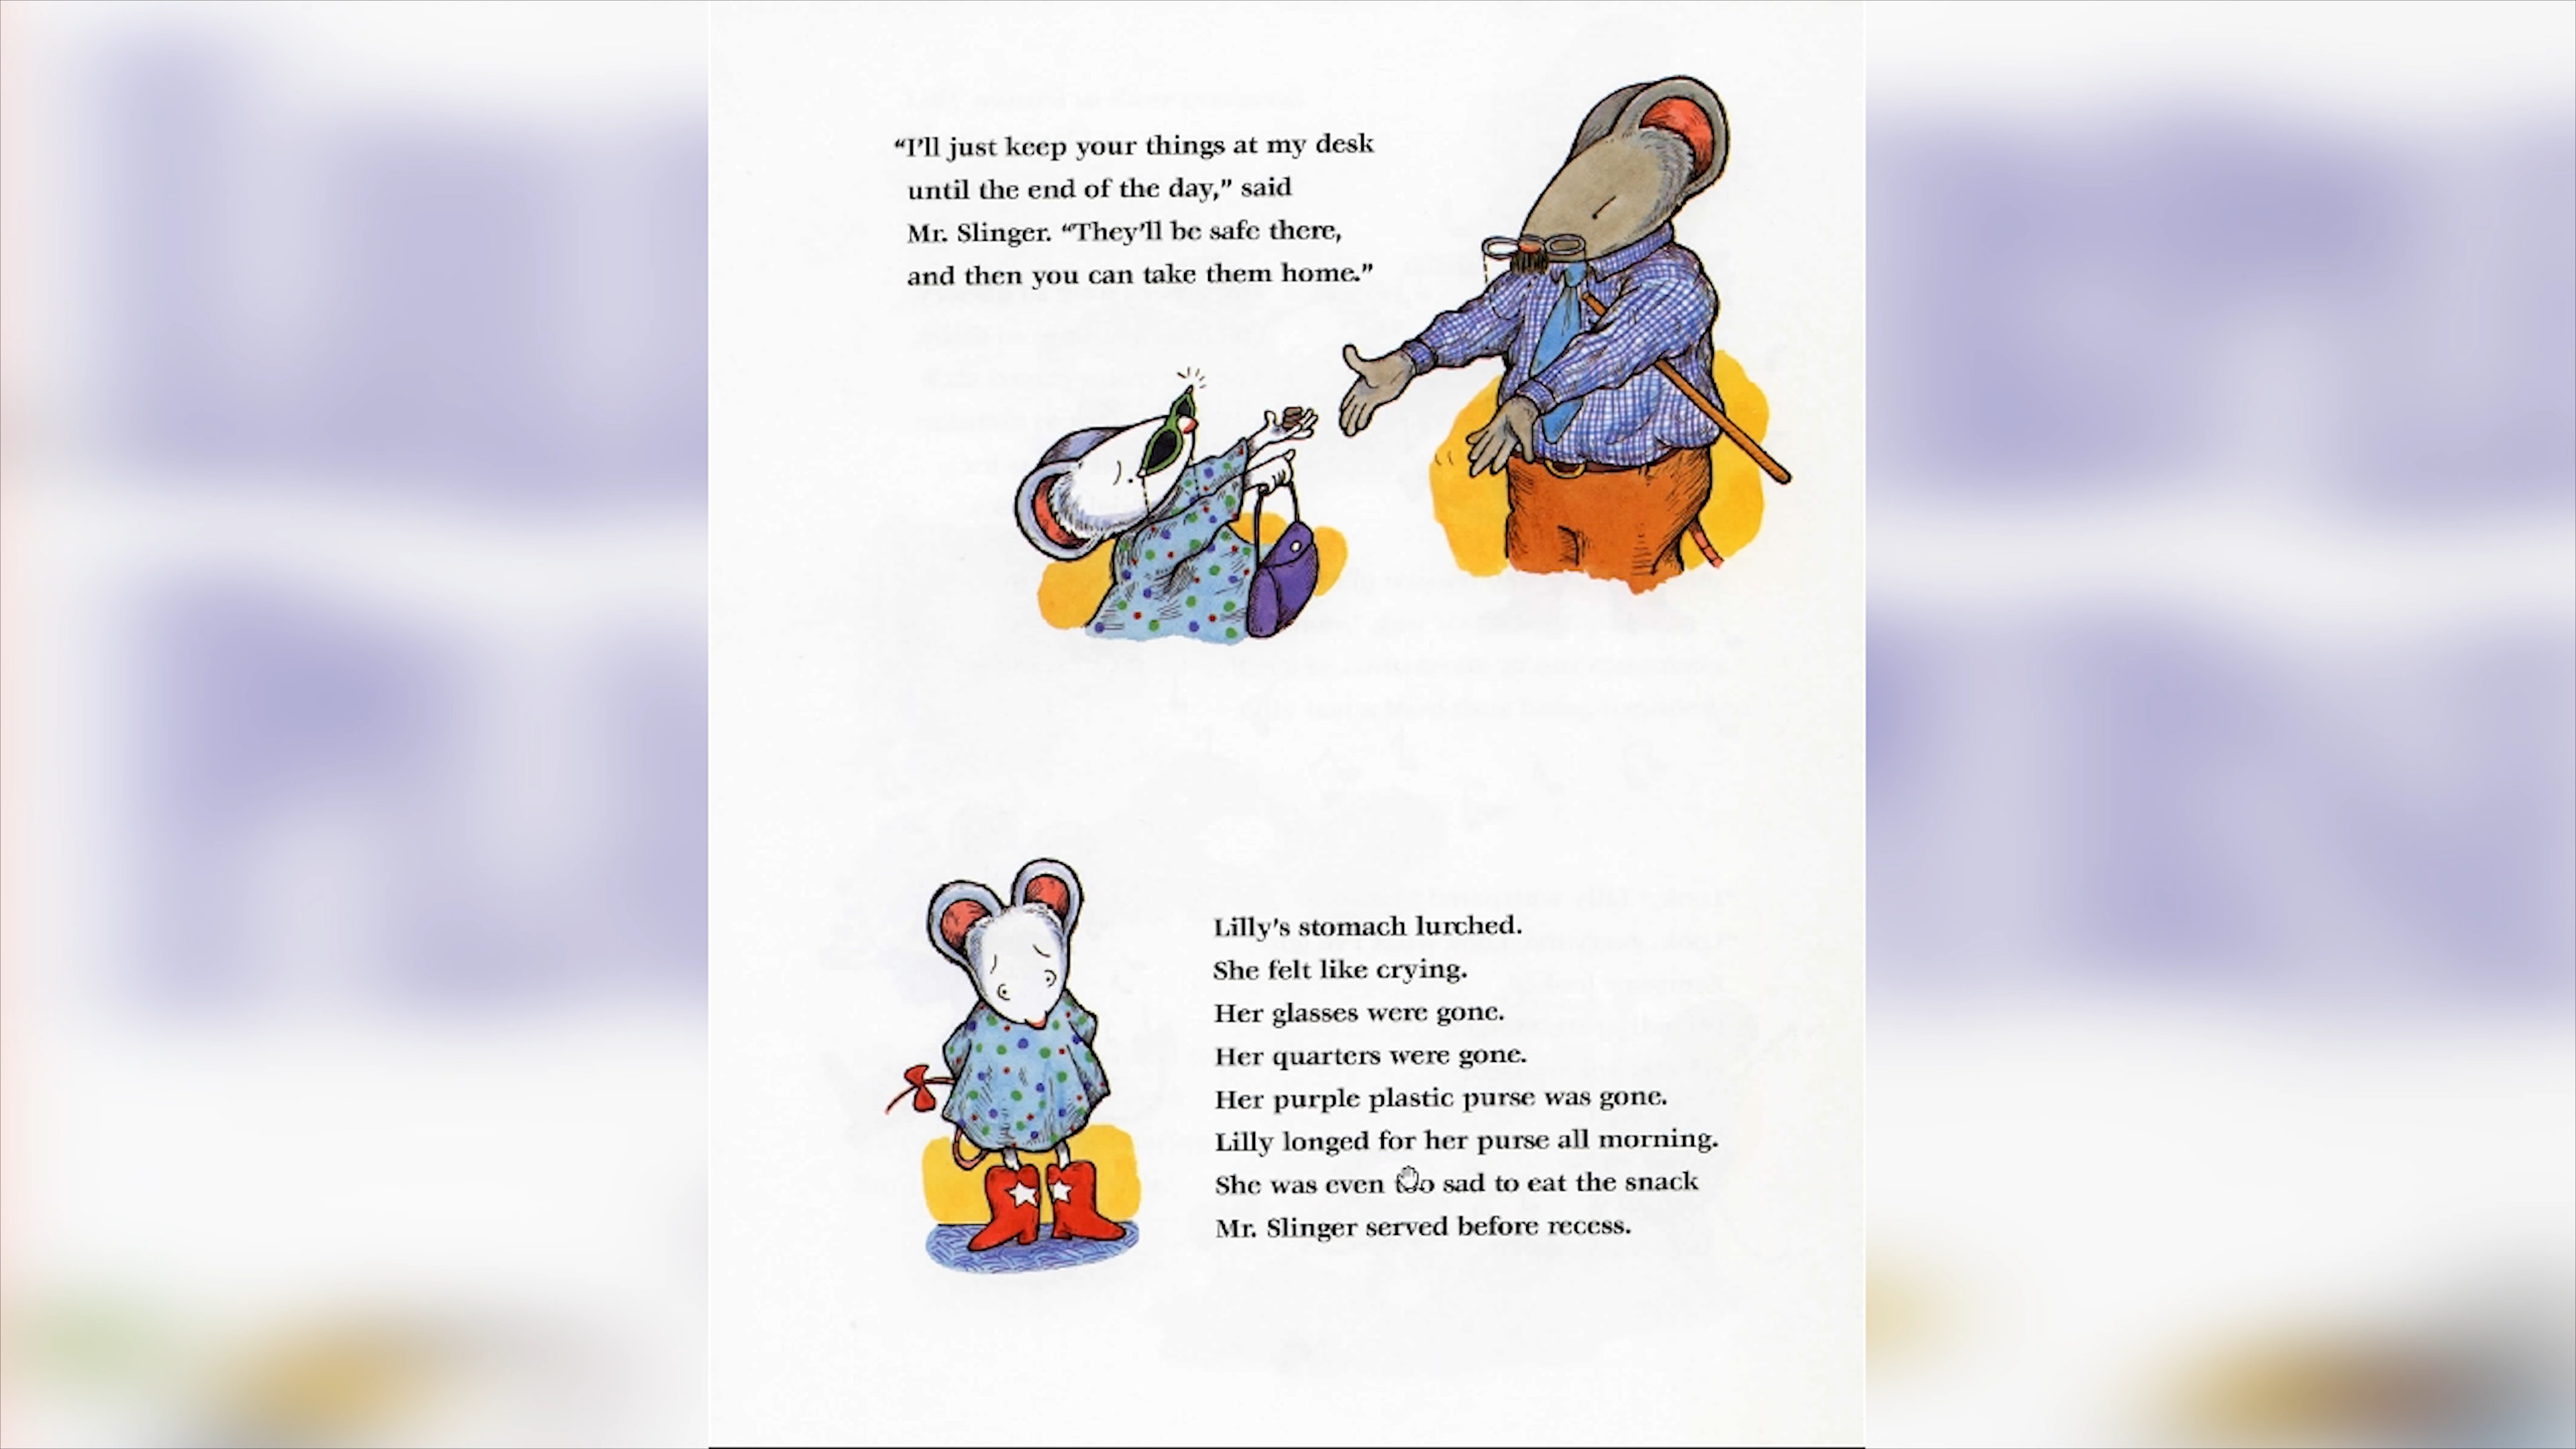 “I’ll just keep your things at my desk
until the end of the day,” said
Mr. Slinger. “They’ll be safe there,
and then you can take them home.”
Lilly’s stomach lurched.
She felt like crying.
Her glasses were gone.
Her quarters were gone.
Her purple plastic purse was gone.
Lilly longed for her purse all morning.
She was even too sad to eat the snack
Mr. Slinger served before recess.